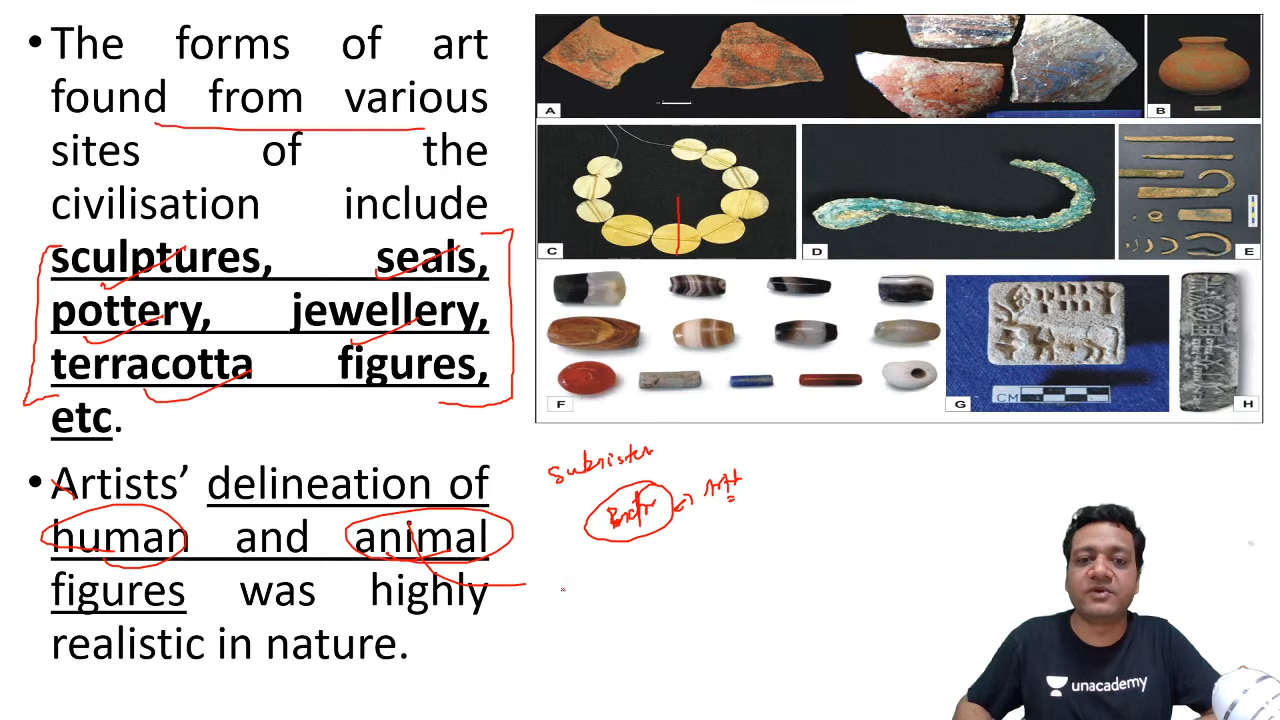 • The forms of art
found from various
sites of the
civilisation include
sculptures, seals,
pottery, jewellery,
terracotta figures,
etc.
• Artists’ delineation of
human and animal
figures was highly
realistic in nature.
A
B
C
D
E
F
G
CM
H
Art
unacademy